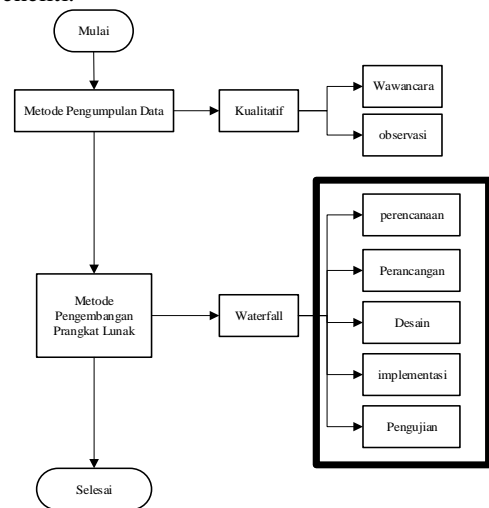 Mulai
Metode Pengumpulan Data
Kualitatif
Wawancara
observasi
perencanaan
Perancangan
Metode
Pengembangan
Prangkat Lunak
Waterfall
Desain
implementasi
Pengujian
Selesai